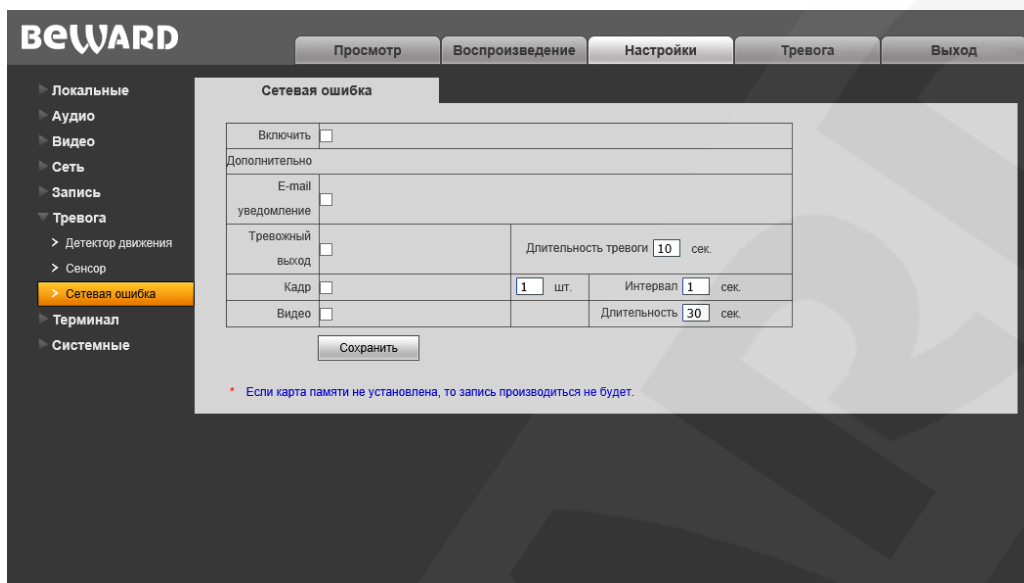 BEWARD
Просмотр Воспроизведение Настройки Тревога Выход
Локальные
Аудио
Видео
Сеть
Запись
Тревога
> Детектор движения
> Сенсор
> Сетевая ошибка
Терминал
Системные
Сетевая ошибка
Включить
Дополнительно
E-mail
уведомление
Тревожный
выход
Длительность тревоги 10 сек.
Кадр 1 шт. Интервал 1 сек.
Видео Длительность 30 сек.
Сохранить
* Если карта памяти не установлена, то запись производиться не будет.